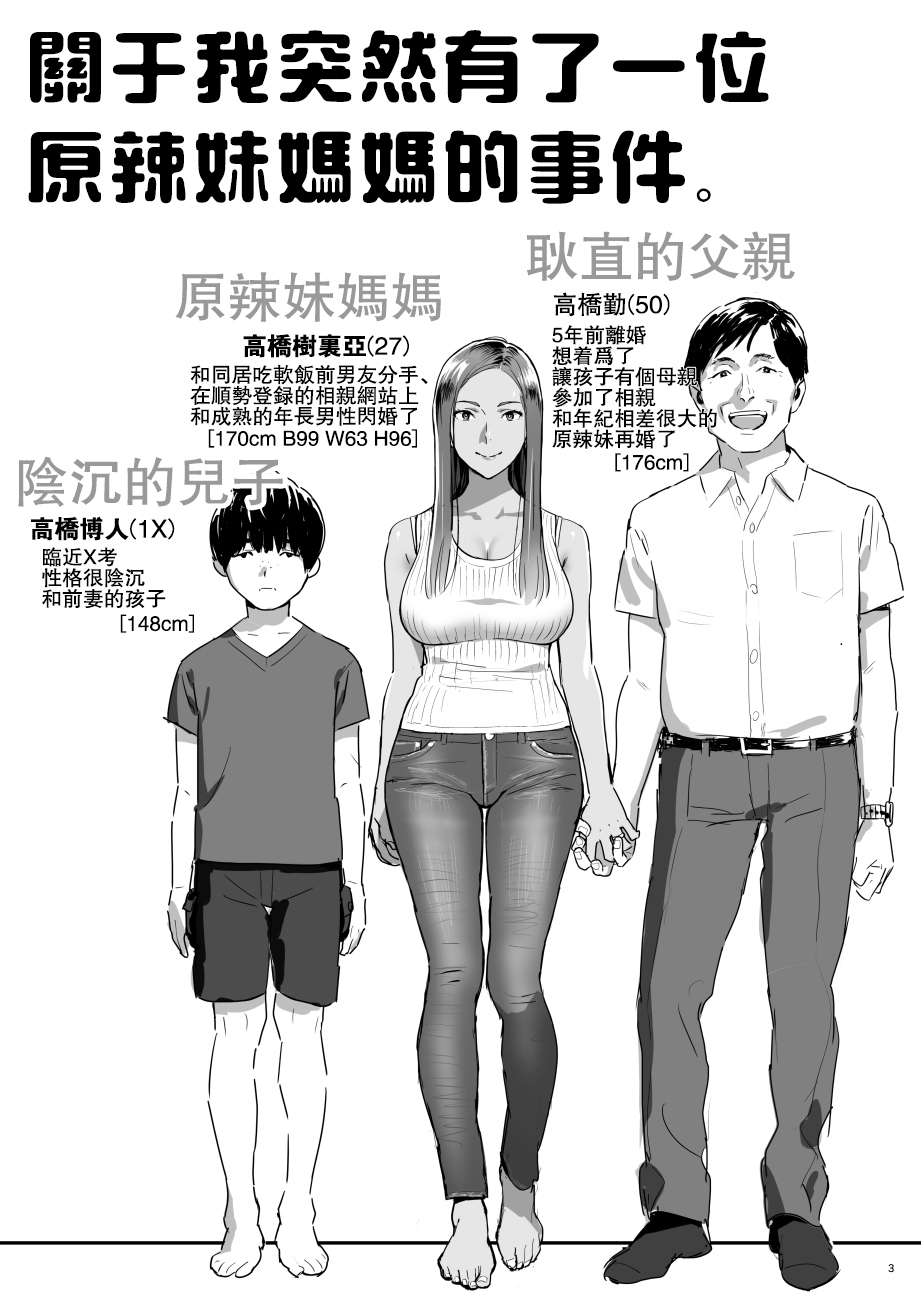 關于我突然有了一位
原辣妹媽媽的事件。
耿直的父親
高橋勤(50)
5年前離婚
想着爲了
讓孩子有個母親
參加了相親
和年紀相差很大的
原辣妹再婚了
[176cm]
原辣妹媽媽
高橋樹裏亞(27)
和同居吃軟飯前男友分手、
在順勢登録的相親網站上
和成熟的年長男性閃婚了
[170cm B99 W63 H96]
陰沉的兒子
高橋博人(1X)
臨近X考
性格很陰沉
和前妻的孩子
[148cm]
3